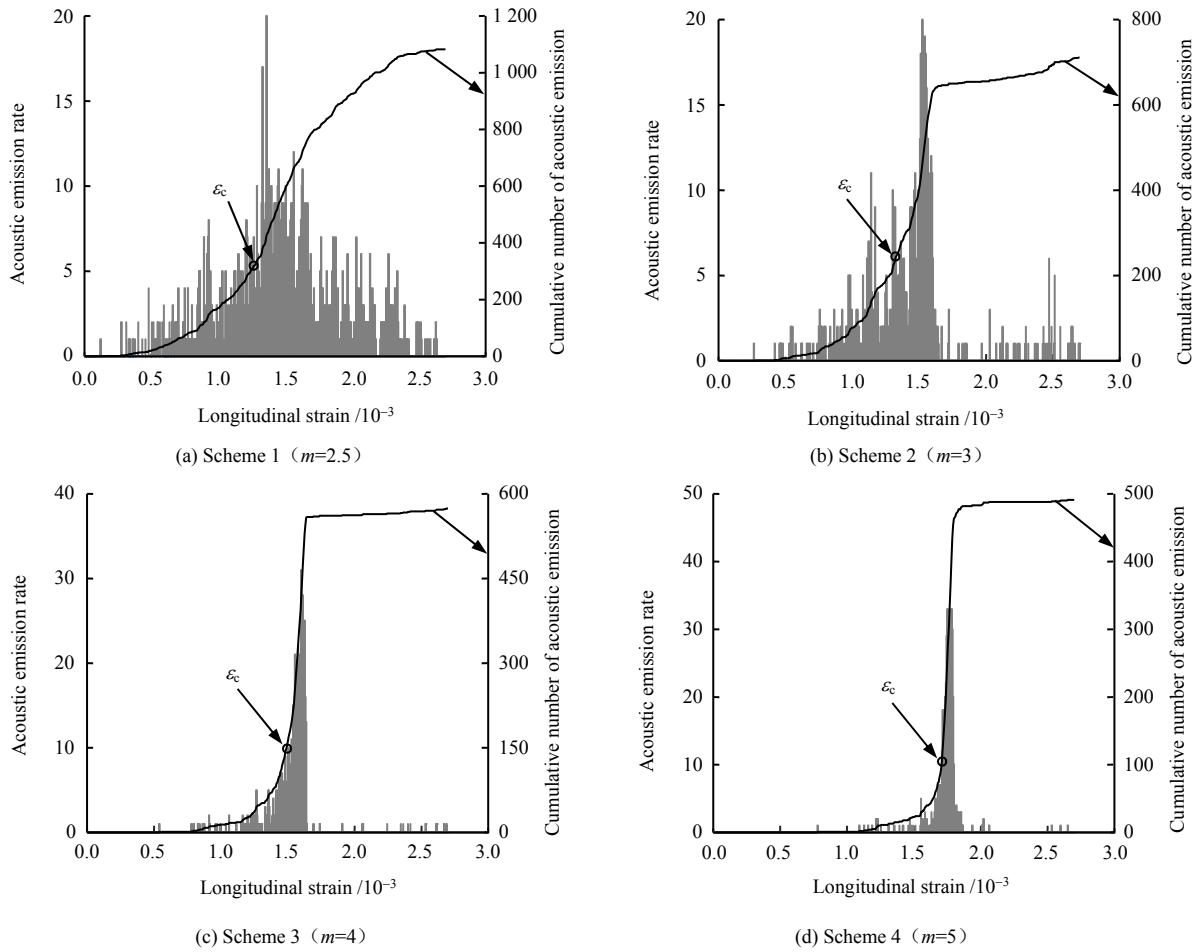 20
15
10
5
0
Acoustic emission rate
εc
1 200
1 000
800
600
400
200
0
Cumulative number of acoustic emission
0.0 0.5 1.0 1.5 2.0 2.5 3.0
Longitudinal strain /10⁻³
(a) Scheme 1（m=2.5）
20
15
10
5
0
Acoustic emission rate
εc
800
600
400
200
0
Cumulative number of acoustic emission
0.0 0.5 1.0 1.5 2.0 2.5 3.0
Longitudinal strain /10⁻³
(b) Scheme 2（m=3）
40
30
20
10
0
Acoustic emission rate
εc
600
450
300
150
0
Cumulative number of acoustic emission
0.0 0.5 1.0 1.5 2.0 2.5 3.0
Longitudinal strain /10⁻³
(c) Scheme 3（m=4）
50
40
30
20
10
0
Acoustic emission rate
εc
500
400
300
200
100
0
Cumulative number of acoustic emission
0.0 0.5 1.0 1.5 2.0 2.5 3.0
Longitudinal strain /10⁻³
(d) Scheme 4（m=5）